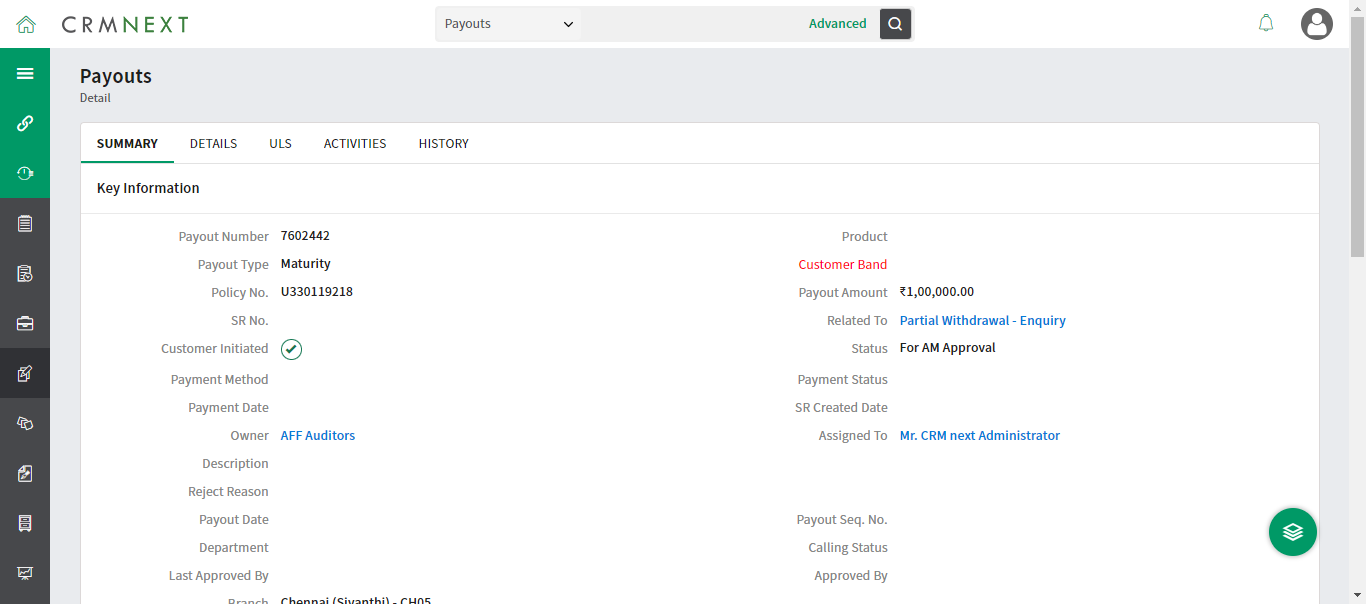 CRMNEXT
Payouts
Advanced
Payouts
Detail
SUMMARY DETAILS ULS ACTIVITIES HISTORY
Key Information
Payout Number 7602442 Product
Payout Type Maturity Customer Band
Policy No. U330119218 Payout Amount ₹1,00,000.00
SR No. Related To Partial Withdrawal - Enquiry
Customer Initiated Status For AM Approval
Payment Method Payment Status
Payment Date SR Created Date
Owner AFF Auditors Assigned To Mr. CRM next Administrator
Description
Reject Reason
Payout Date Payout Seq. No.
Department Calling Status
Last Approved By Approved By
Branch Chennai (Sivanthi) - CH05